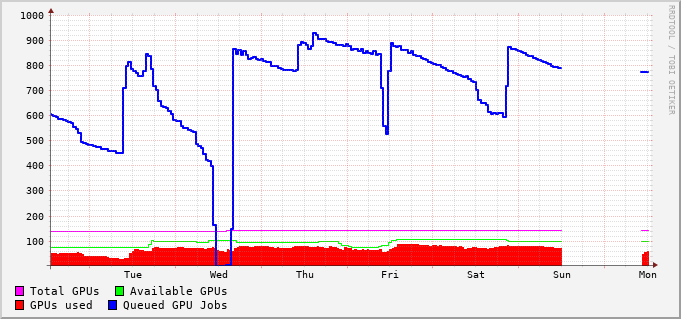 1000
900
800
700
600
500
400
300
200
100
Tue Wed Thu Fri Sat Sun Mon
RRDTOOL / TOBI OETIKER
Total GPUs Available GPUs
GPUs used Queued GPU Jobs